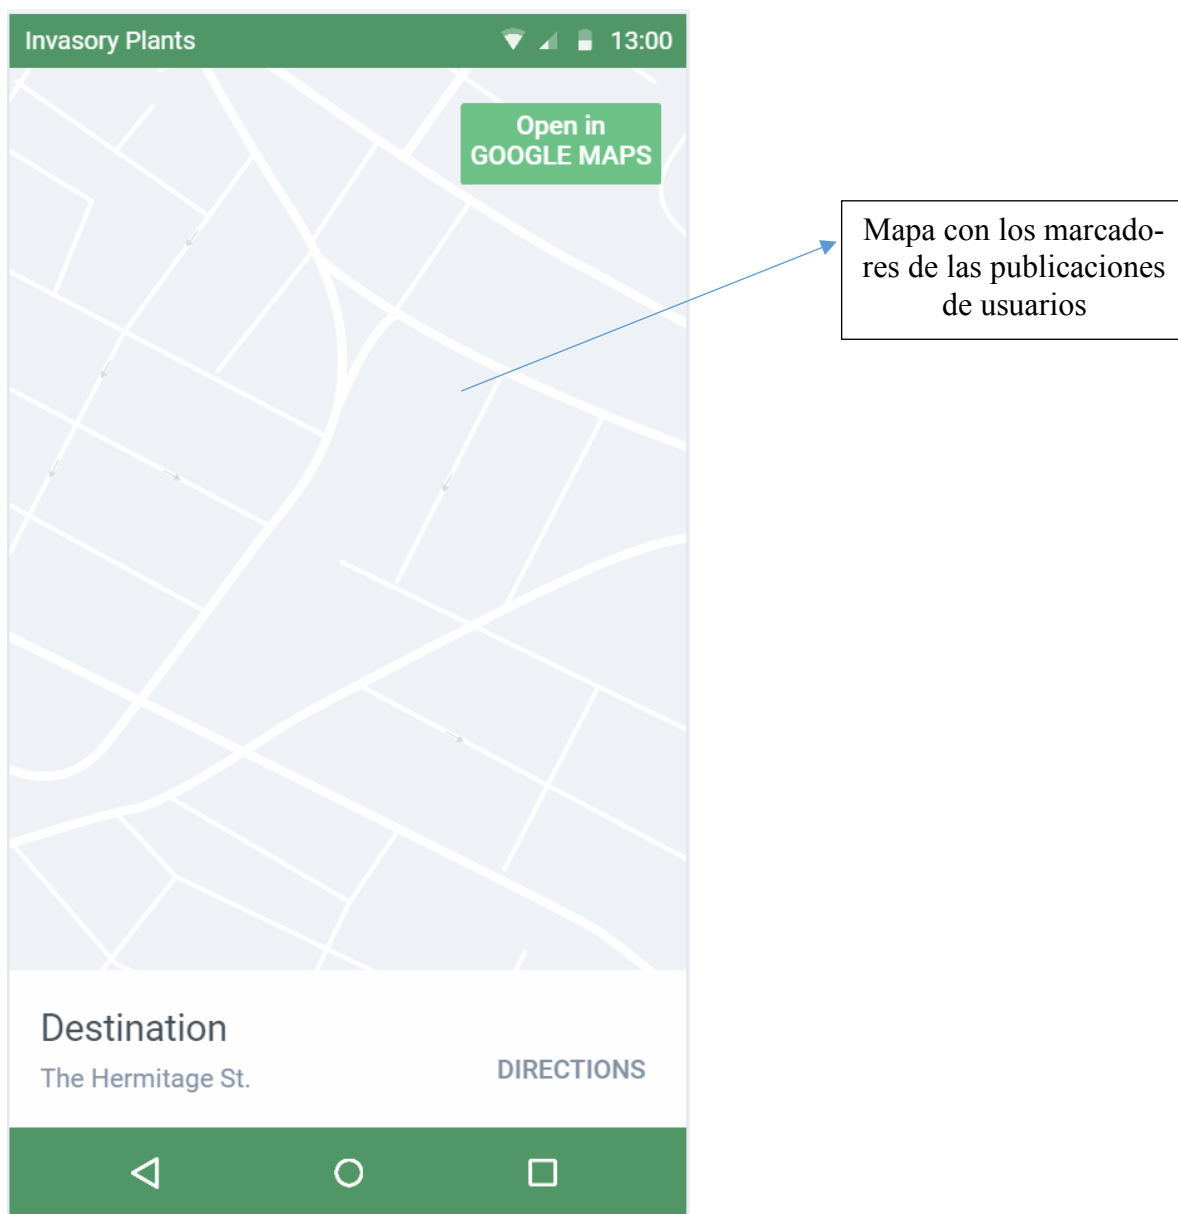 Invasory Plants
13:00
Open in
GOOGLE MAPS
Mapa con los marcado-
res de las publicaciones
de usuarios
Destination
The Hermitage St.
DIRECTIONS